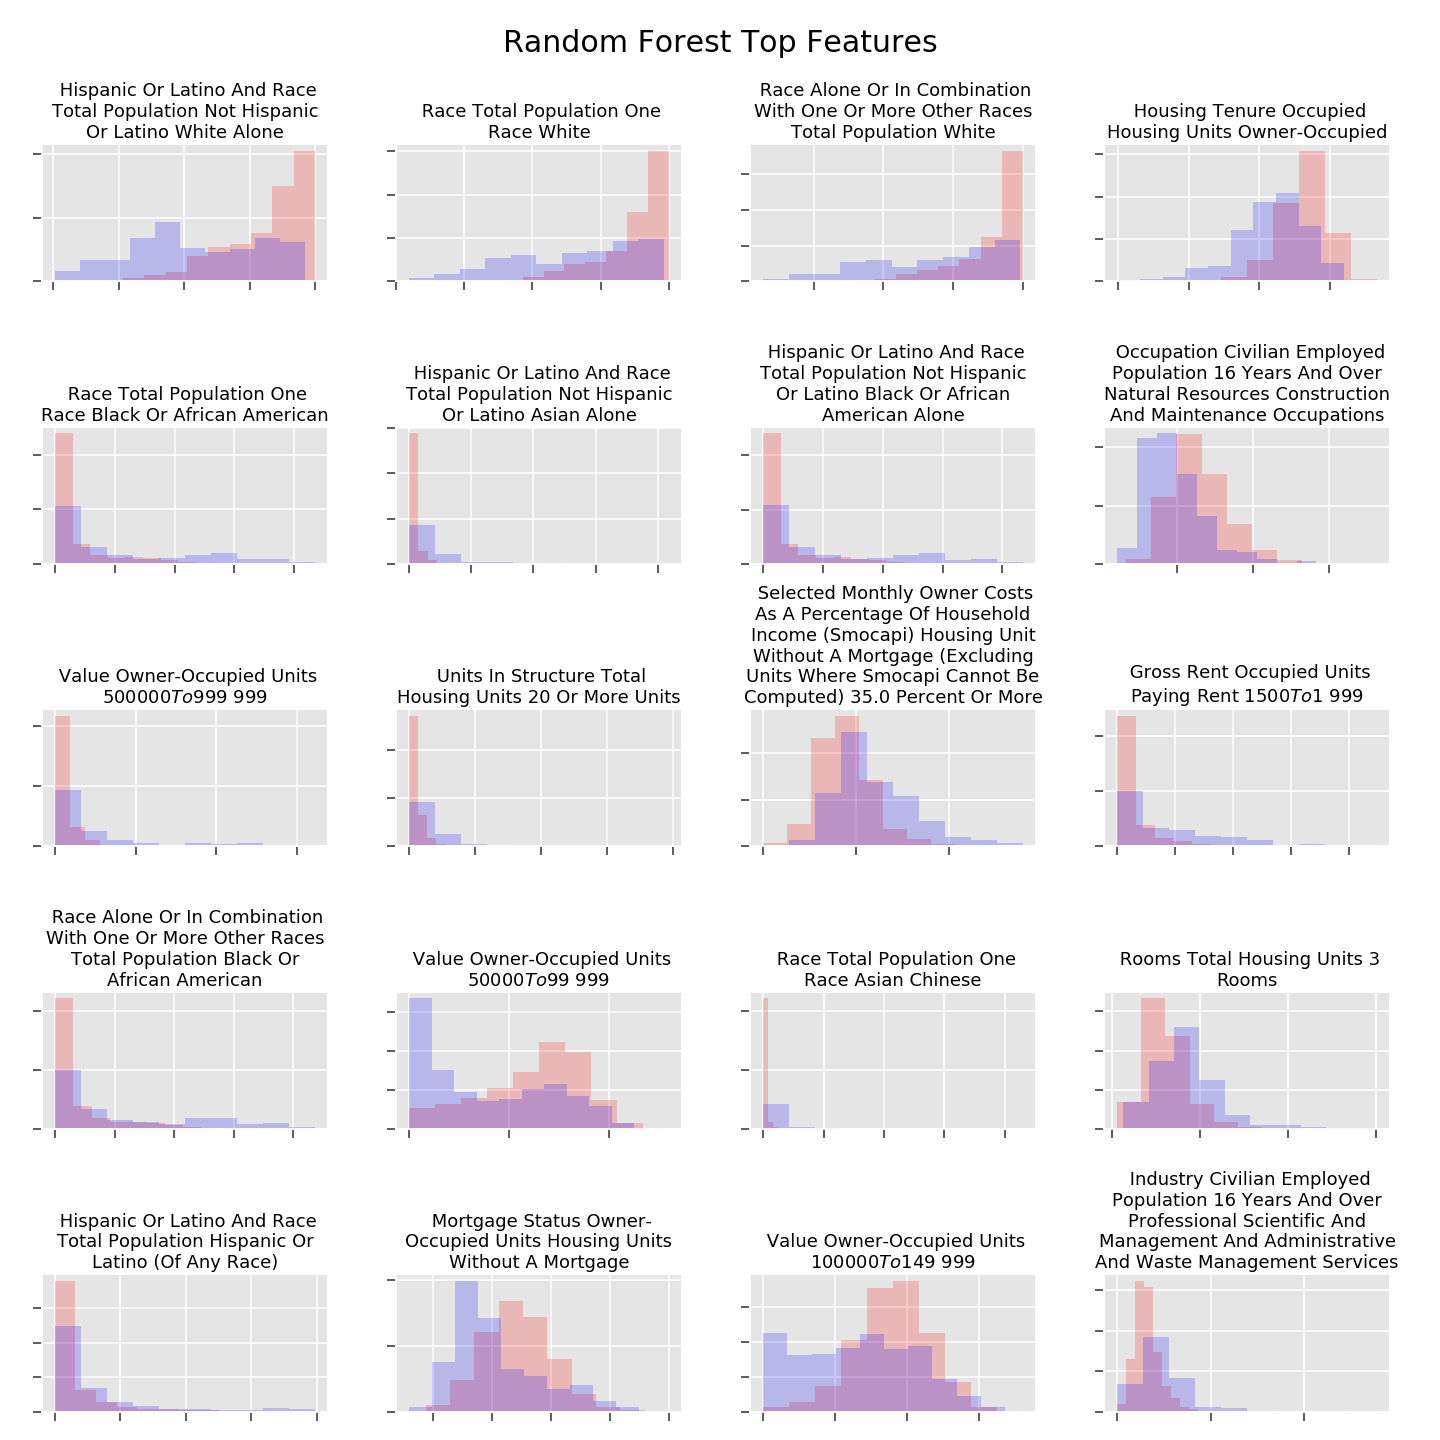 Random Forest Top Features
Hispanic Or Latino And Race
Total Population Not Hispanic
Or Latino White Alone
Race Total Population One
Race White
Race Alone Or In Combination
With One Or More Other Races
Total Population White
Housing Tenure Occupied
Housing Units Owner-Occupied
Race Total Population One
Race Black Or African American
Hispanic Or Latino And Race
Total Population Not Hispanic
Or Latino Asian Alone
Hispanic Or Latino And Race
Total Population Not Hispanic
Or Latino Black Or African
American Alone
Occupation Civilian Employed
Population 16 Years And Over
Natural Resources Construction
And Maintenance Occupations
Value Owner-Occupied Units
500000To999 999
Units In Structure Total
Housing Units 20 Or More Units
Selected Monthly Owner Costs
As A Percentage Of Household
Income (Smocapi) Housing Unit
Without A Mortgage (Excluding
Units Where Smocapi Cannot Be
Computed) 35.0 Percent Or More
Gross Rent Occupied Units
Paying Rent 1500To1 999
Race Alone Or In Combination
With One Or More Other Races
Total Population Black Or
African American
Value Owner-Occupied Units
50000To99 999
Race Total Population One
Race Asian Chinese
Rooms Total Housing Units 3
Rooms
Hispanic Or Latino And Race
Total Population Hispanic Or
Latino (Of Any Race)
Mortgage Status Owner-
Occupied Units Housing Units
Without A Mortgage
Value Owner-Occupied Units
100000To149 999
Industry Civilian Employed
Population 16 Years And Over
Professional Scientific And
Management And Administrative
And Waste Management Services